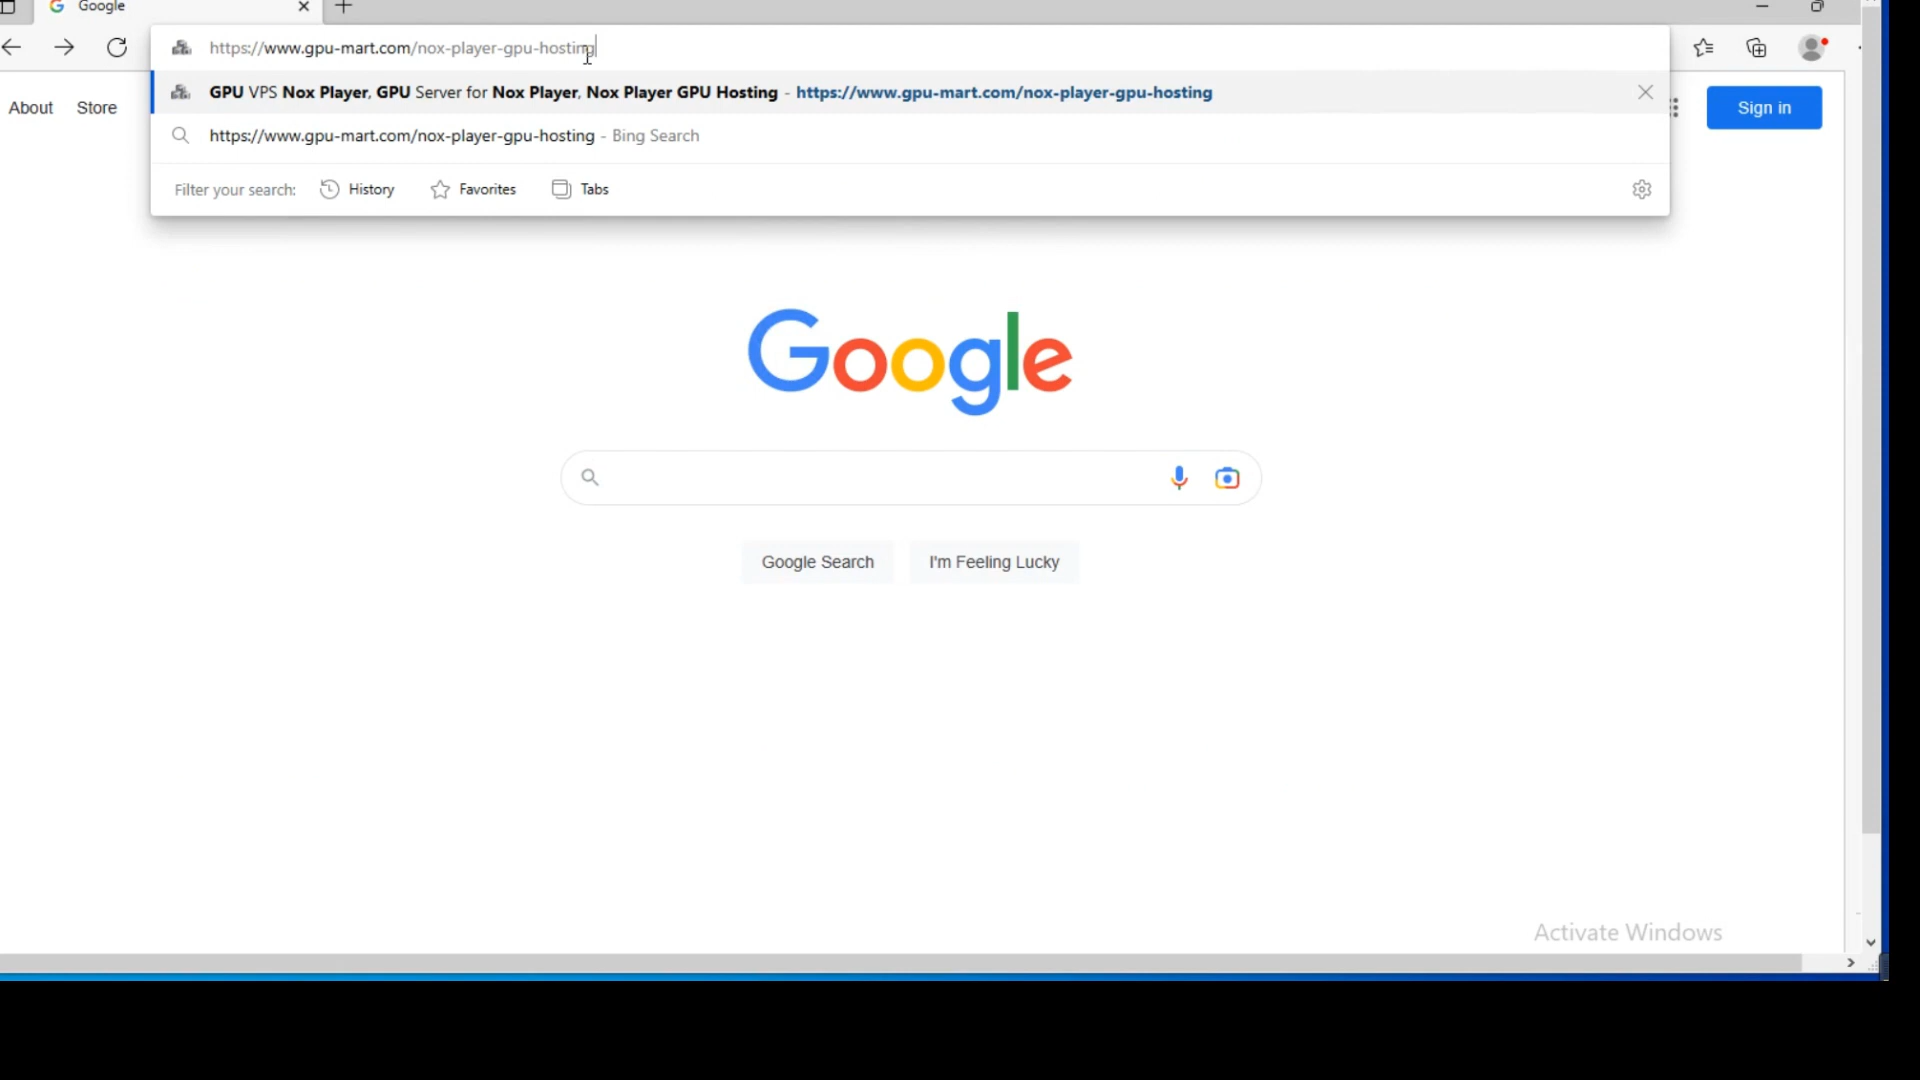 Google
https://www.gpu-mart.com/nox-player-gpu-hosting
GPU VPS Nox Player, GPU Server for Nox Player, Nox Player GPU Hosting - https://www.gpu-mart.com/nox-player-gpu-hosting
About Store
Sign in
https://www.gpu-mart.com/nox-player-gpu-hosting - Bing Search
Filter your search: History Favorites Tabs
Google
Google Search I'm Feeling Lucky
Activate Windows